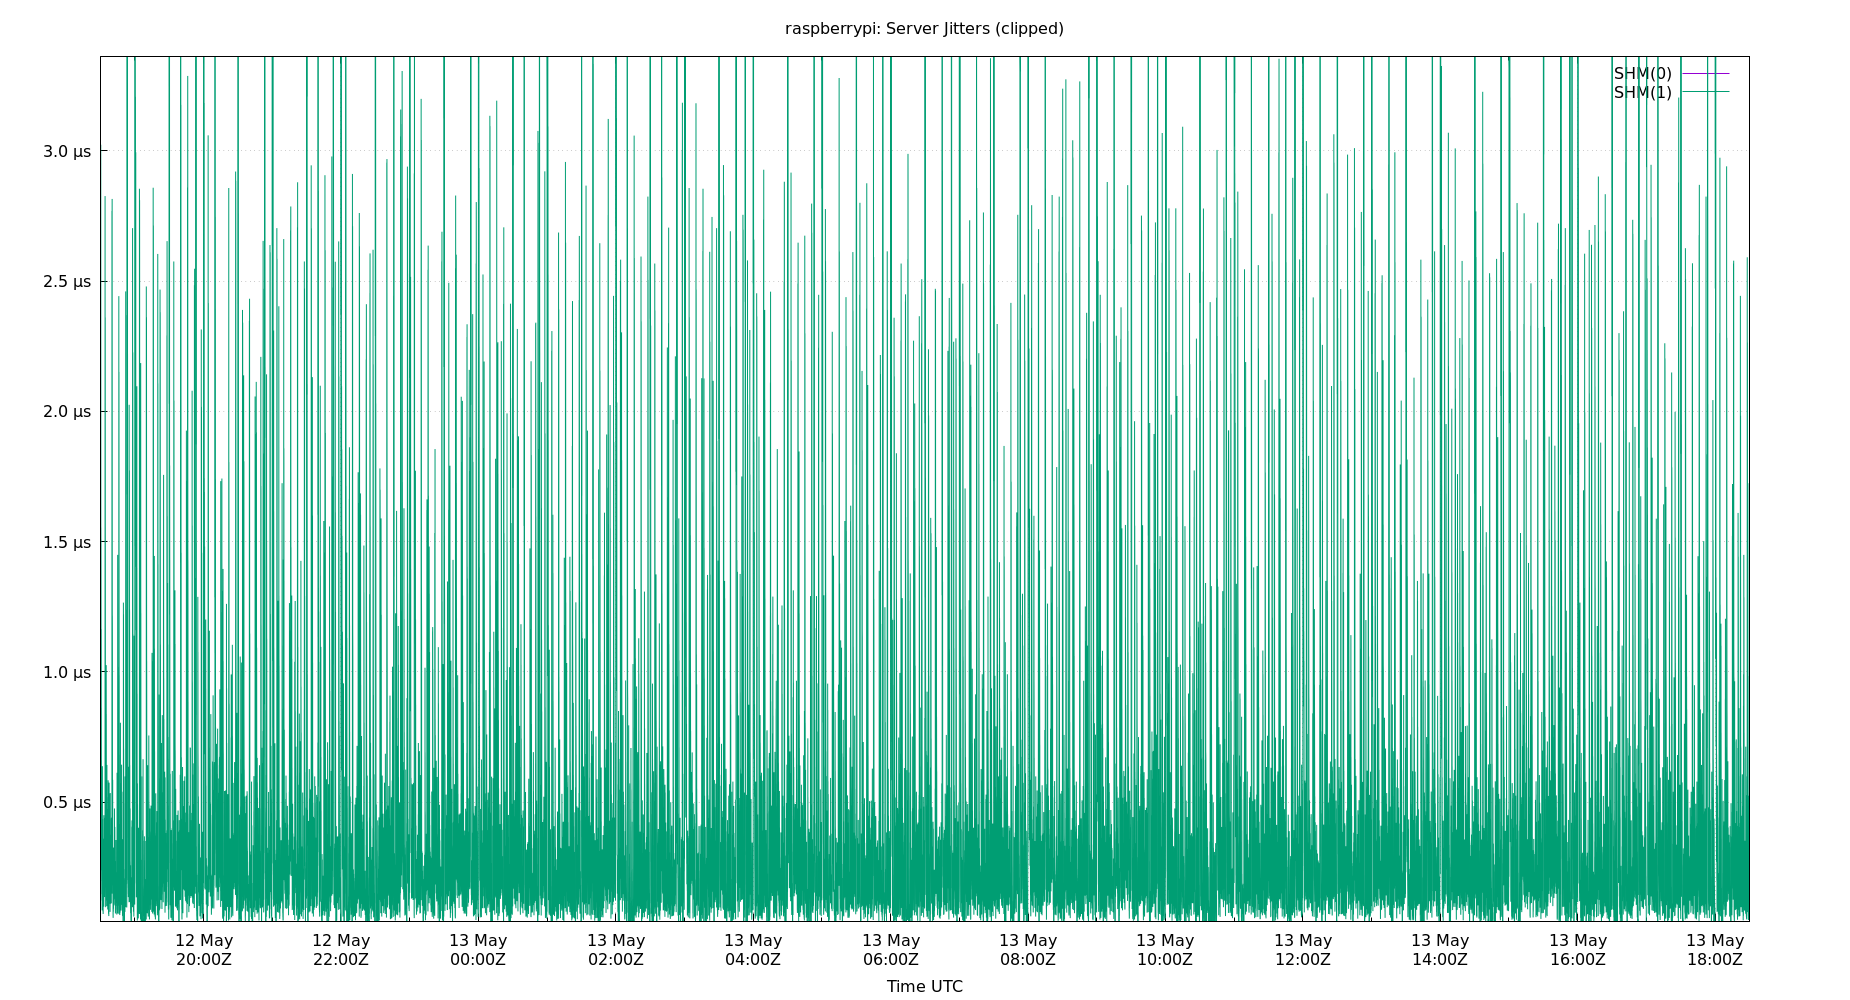 raspberrypi: Server Jitters (clipped)
SHM(0)
SHM(1)
3.0 µs
2.5 µs
2.0 µs
1.5 µs
1.0 µs
0.5 µs
12 May 12 May 13 May 13 May 13 May 13 May 13 May 13 May 13 May 13 May 13 May 13 May
20:00Z 22:00Z 00:00Z 02:00Z 04:00Z 06:00Z 08:00Z 10:00Z 12:00Z 14:00Z 16:00Z 18:00Z
Time UTC